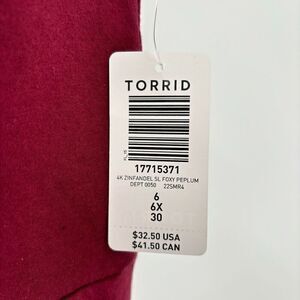 TORRID
17715371
4K ZINFANDEL SL FOXY PEPLUM
DEPT 0050 22SMR4
6
6X
30
$32.50 USA
$41.50 CAN